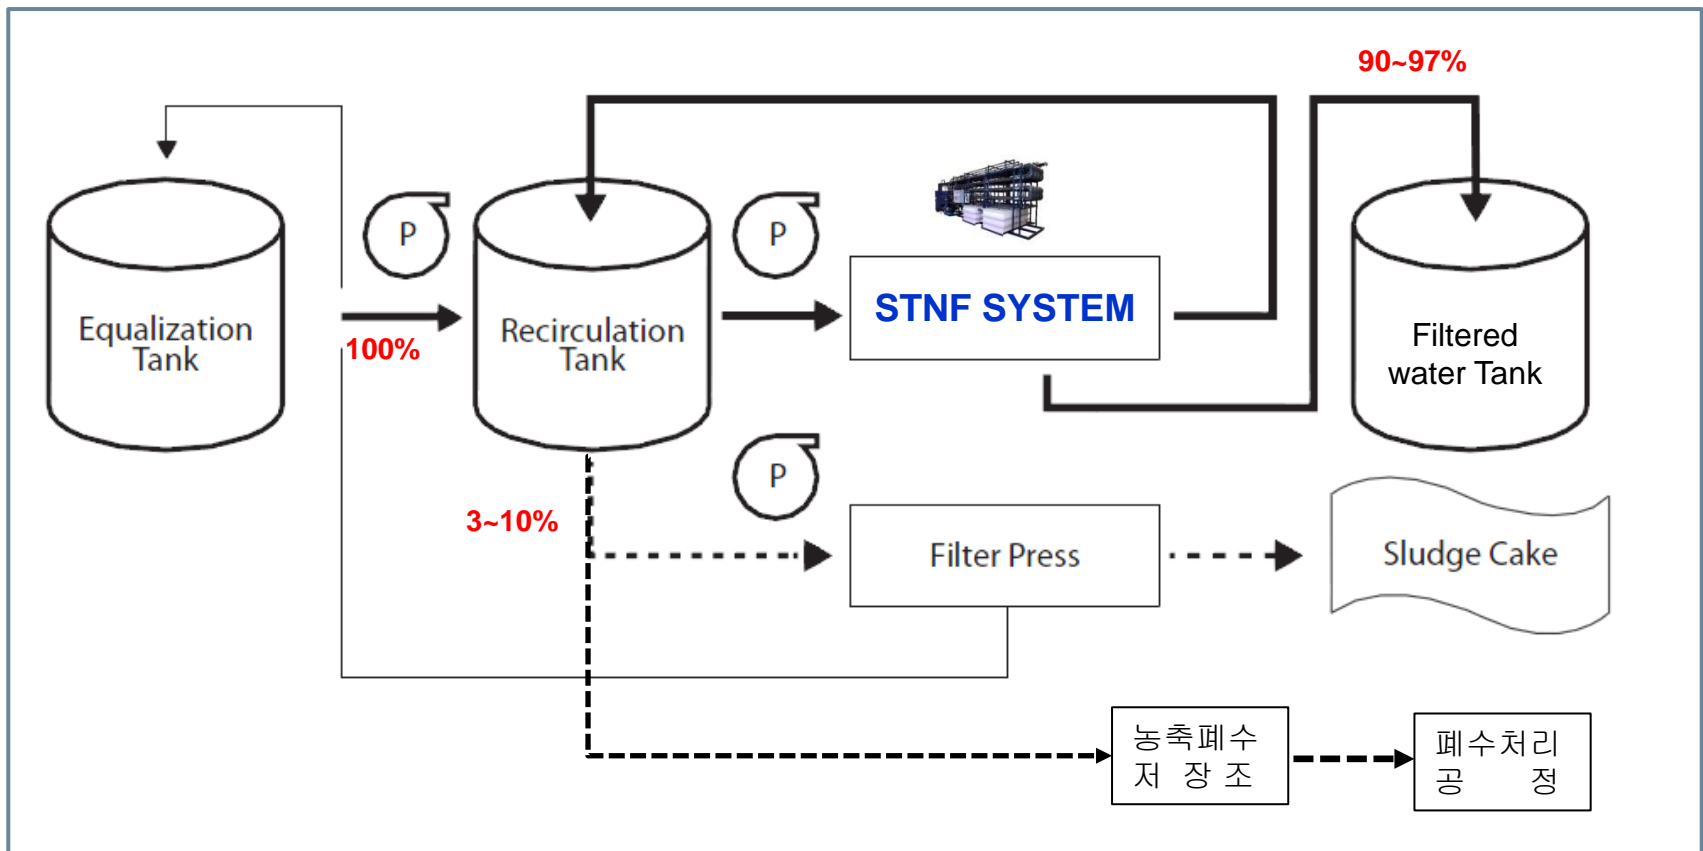 90~97%
P
P
STNF SYSTEM
Equalization
Tank
100%
Recirculation
Tank
Filtered
water Tank
P
3~10%
Filter Press
Sludge Cake
농축폐수
저 장 조
폐수처리
공 정